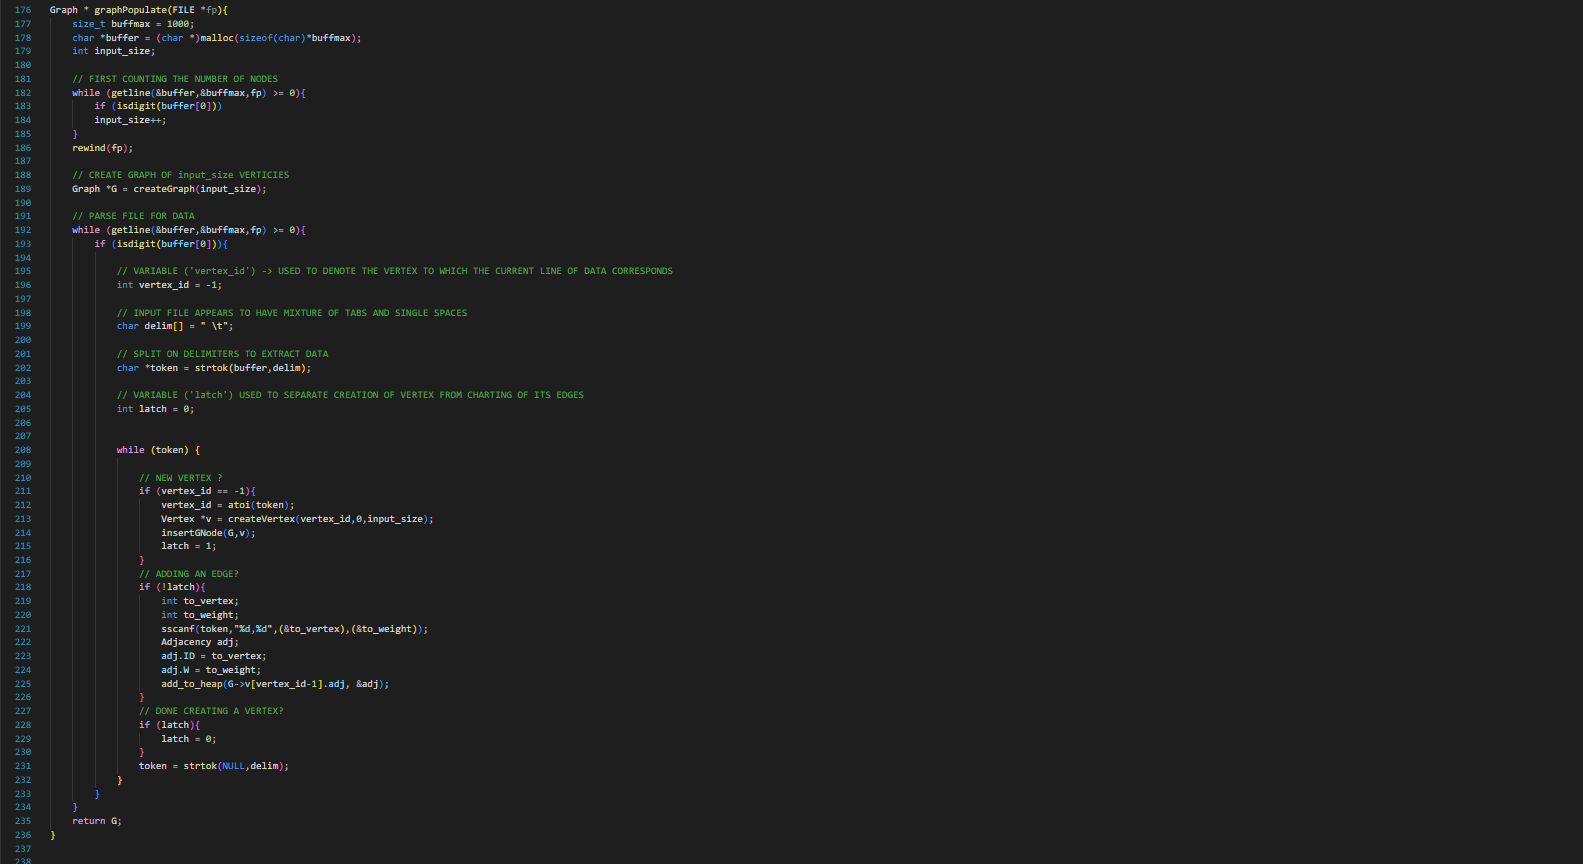 176 Graph * graphPopulate(FILE *fp){
177 size_t buffmax = 1000;
178 char *buffer = (char *)malloc(sizeof(char)*buffmax);
179 int input_size;
180
181 // FIRST COUNTING THE NUMBER OF NODES
182 while (getline(&buffer,&buffmax,fp) >= 0){
183 if (isdigit(buffer[0]))
184 input_size++;
185 }
186 rewind(fp);
187
188 // CREATE GRAPH OF input_size VERTICIES
189 Graph *G = createGraph(input_size);
190
191 // PARSE FILE FOR DATA
192 while (getline(&buffer,&buffmax,fp) >= 0){
193 if (isdigit(buffer[0])){
194
195 // VARIABLE ('vertex_id') -> USED TO DENOTE THE VERTEX TO WHICH THE CURRENT LINE OF DATA CORRESPONDS
196 int vertex_id = -1;
197
198 // INPUT FILE APPEARS TO HAVE MIXTURE OF TABS AND SINGLE SPACES
199 char delim[] = " \t";
200
201 // SPLIT ON DELIMITERS TO EXTRACT DATA
202 char *token = strtok(buffer,delim);
203
204 // VARIABLE ('latch') USED TO SEPARATE CREATION OF VERTEX FROM CHARTING OF ITS EDGES
205 int latch = 0;
206
207
208 while (token) {
209
210 // NEW VERTEX ?
211 if (vertex_id == -1){
212 vertex_id = atoi(token);
213 Vertex *v = createVertex(vertex_id,0,input_size);
214 insertGNode(G,v);
215 latch = 1;
216 }
217 // ADDING AN EDGE?
218 if (!latch){
219 int to_vertex;
220 int to_weight;
221 sscanf(token,"%d,%d",(&to_vertex),(&to_weight));
222 Adjacency adj;
223 adj.ID = to_vertex;
224 adj.W = to_weight;
225 add_to_heap(G->v[vertex_id-1].adj, &adj);
226 }
227 // DONE CREATING A VERTEX?
228 if (latch){
229 latch = 0;
230 }
231 token = strtok(NULL,delim);
232 }
233 }
234 }
235 return G;
236 }
237
238